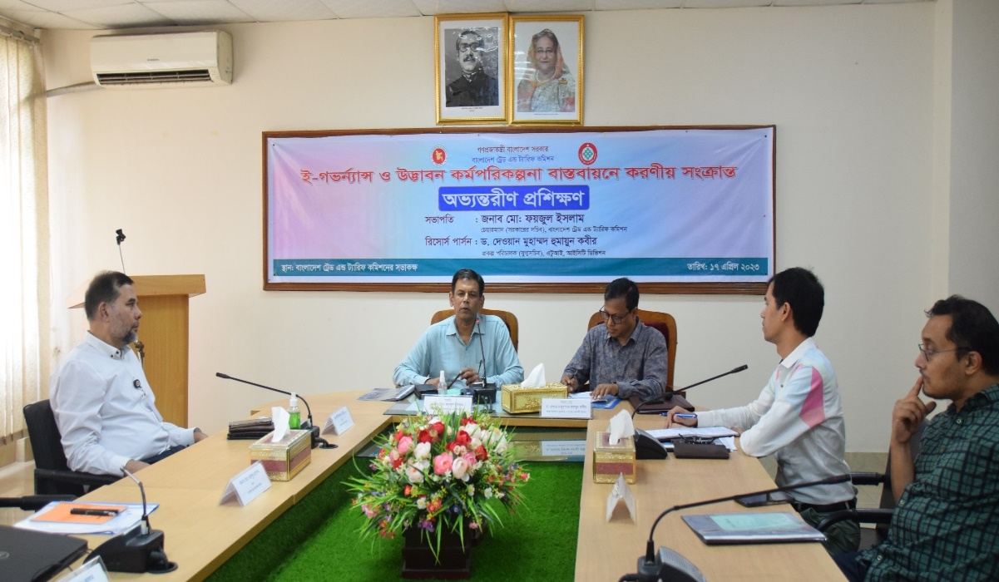 গণপ্রজাতন্ত্রী বাংলাদেশ সরকার
বাংলাদেশ ট্রেড এন্ড ট্যারিফ কমিশন
ই-গভর্ন্যান্স ও উদ্ভাবন কর্মপরিকল্পনা বাস্তবায়নে করণীয় সংক্রান্ত
অভ্যন্তরীণ প্রশিক্ষণ
সভাপতি : জনাব মো: ফয়জুল ইসলাম
চেয়ারম্যান (সরকারের সচিব), বাংলাদেশ ট্রেড এন্ড ট্যারিফ কমিশন
রিসোর্স পার্সন : ড. দেওয়ান মুহাম্মদ হুমায়ূন কবীর
প্রকল্প পরিচালক (যুগ্মসচিব), এটুআই, আইসিটি ডিভিশন
স্থান: বাংলাদেশ ট্রেড এন্ড ট্যারিফ কমিশনের সভাকক্ষ
তারিখ: ১৭ এপ্রিল ২০২৩